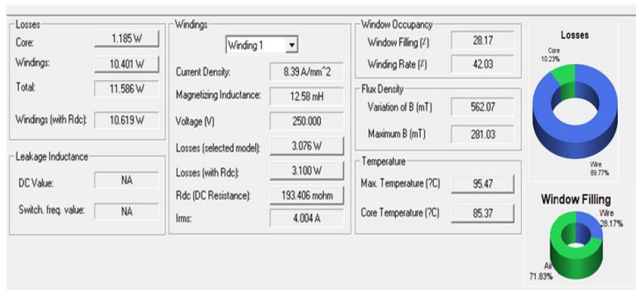 Losses
Core: 1.185 W
Windings: 10.401 W
Total: 11.586 W
Windings (with Rdc): 10.619 W
Leakage Inductance
DC Value: NA
Switch. freq. value: NA
Windings
Winding 1
Current Density: 8.39 A/mm^2
Magnetizing Inductance: 12.58 mH
Voltage (V) 250.000
Losses (selected model): 3.076 W
Losses (with Rdc): 3.100 W
Rdc (DC Resistance): 193.406 mohm
Irms: 4.004 A
Window Occupancy
Window Filling (/.) 28.17
Winding Rate (/.) 42.03
Flux Density
Variation of B (mT) 562.07
Maximum B (mT) 281.03
Temperature
Max. Temperature (?C) 95.47
Core Temperature (?C) 85.37
Losses
Core
10.23%
Wire
89.77%
Window Filling
Wire
28.17%
Air
71.83%